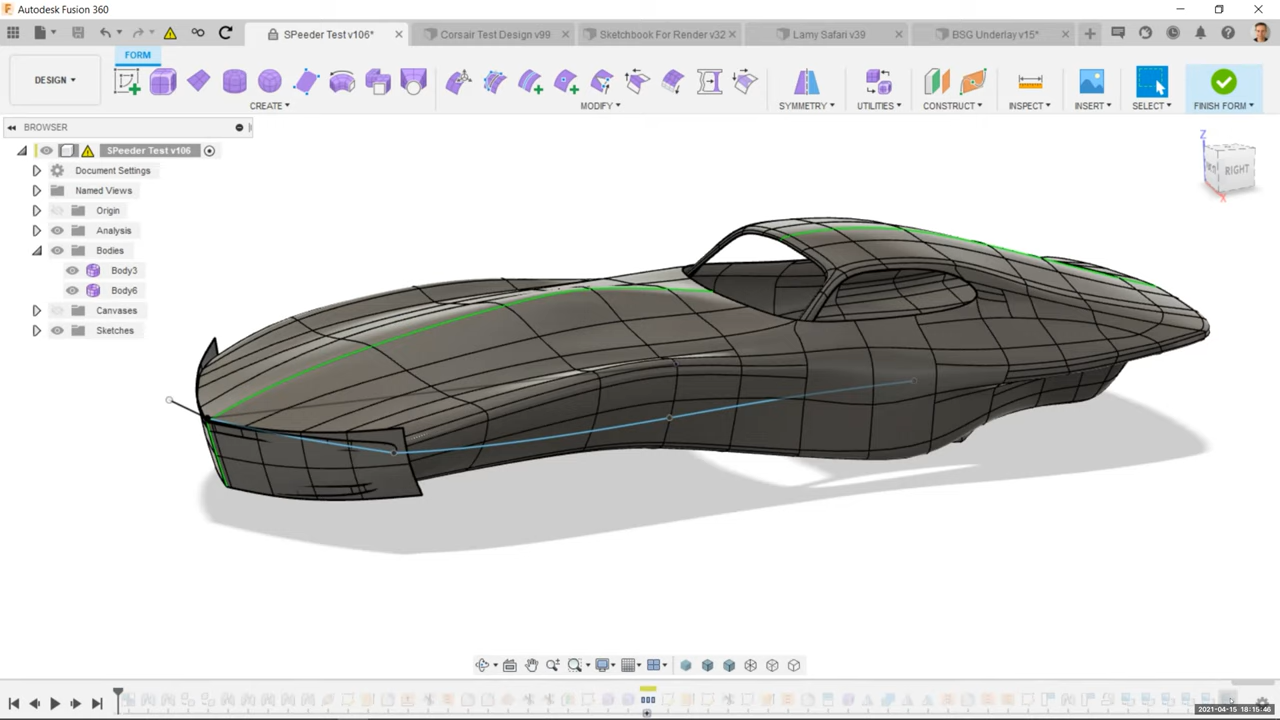 Autodesk Fusion 360
SPeeder Test v106*
Corsair Test Design v99
Sketchbook For Render v32
Lamy Safari v39
BSG Underlay v15*
FORM
DESIGN
CREATE
MODIFY
SYMMETRY
UTILITIES
CONSTRUCT
INSPECT
INSERT
SELECT
FINISH FORM
BROWSER
SPeeder Test v106
Document Settings
Named Views
Origin
Analysis
Bodies
Body3
Body6
Canvases
Sketches
Z
RIGHT
X
2021-04-15 18:15:46